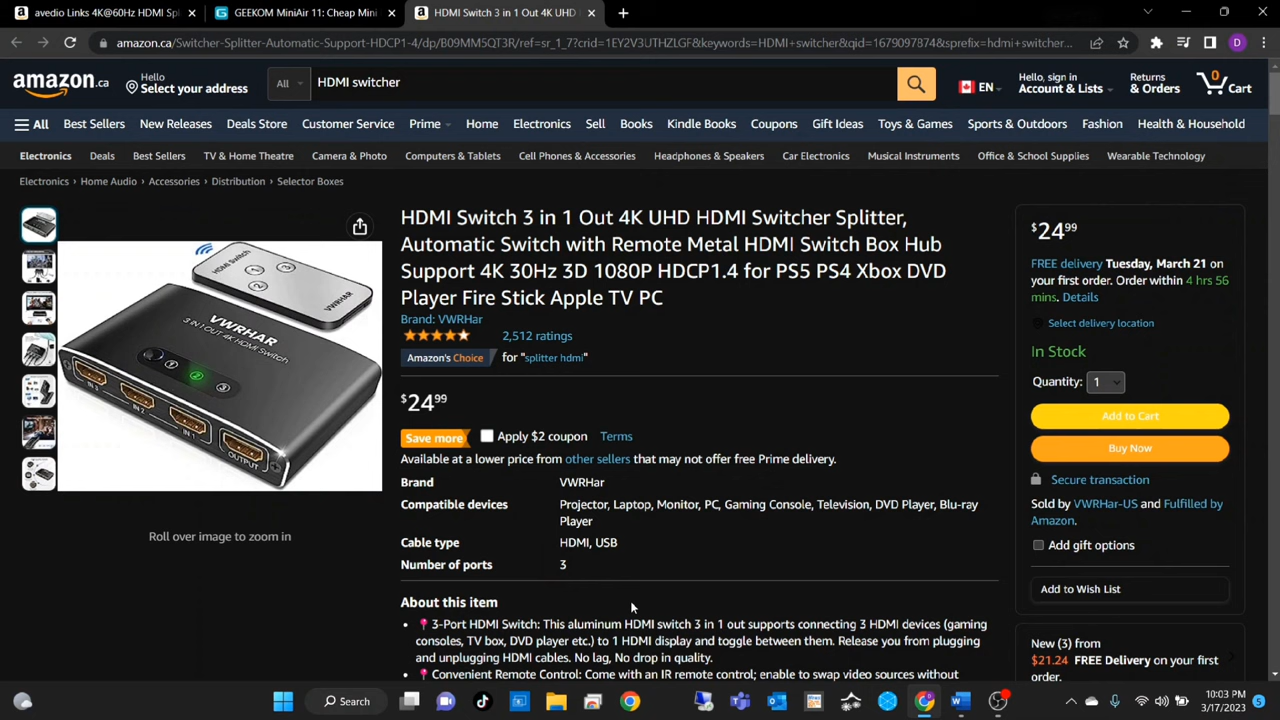 avedio Links 4K@60Hz HDMI Spl
GEEKOM MiniAir 11: Cheap Mini
HDMI Switch 3 in 1 Out 4K UHD
amazon.ca/Switcher-Splitter-Automatic-Support-HDCP1-4/dp/B09MM5QT3R/ref=sr_1_7?crid=1EY2V3UTHZLGF&keywords=HDMI+switcher&qid=1679097874&sprefix=hdmi+switcher...
D
amazon.ca
Hello
Select your address
All
HDMI switcher
EN
Hello, sign in
Account & Lists
Returns
& Orders
0
Cart
All Best Sellers New Releases Deals Store Customer Service Prime Home Electronics Sell Books Kindle Books Coupons Gift Ideas Toys & Games Sports & Outdoors Fashion Health & Household
Electronics Deals Best Sellers TV & Home Theatre Camera & Photo Computers & Tablets Cell Phones & Accessories Headphones & Speakers Car Electronics Musical Instruments Office & School Supplies Wearable Technology
Electronics › Home Audio › Accessories › Distribution › Selector Boxes
HDMI Switch
1
2
3
VWRHAR
VWRHAR
3 IN 1 OUT 4K HDMI Switch
1
2
3
IN 3
IN 2
IN 1
OUTPUT
Roll over image to zoom in
HDMI Switch 3 in 1 Out 4K UHD HDMI Switcher Splitter,
Automatic Switch with Remote Metal HDMI Switch Box Hub
Support 4K 30Hz 3D 1080P HDCP1.4 for PS5 PS4 Xbox DVD
Player Fire Stick Apple TV PC
Brand: VWRHar
2,512 ratings
Amazon's Choice for "splitter hdmi"
$24 99
Save more Apply $2 coupon Terms
Available at a lower price from other sellers that may not offer free Prime delivery.
Brand VWRHar
Compatible devices Projector, Laptop, Monitor, PC, Gaming Console, Television, DVD Player, Blu-ray
Player
Cable type HDMI, USB
Number of ports 3
About this item
• 3-Port HDMI Switch: This aluminum HDMI switch 3 in 1 out supports connecting 3 HDMI devices (gaming
consoles, TV box, DVD player etc.) to 1 HDMI display and toggle between them. Release you from plugging
and unplugging HDMI cables. No lag, No drop in quality.
• Convenient Remote Control: Come with an IR remote control; enable to swap video sources without
$24 99
FREE delivery Tuesday, March 21 on
your first order. Order within 4 hrs 56
mins. Details
Select delivery location
In Stock
Quantity: 1
Add to Cart
Buy Now
Secure transaction
Sold by VWRHar-US and Fulfilled by
Amazon.
Add gift options
Add to Wish List
New (3) from
$21.24 FREE Delivery on your first
order.
Search
10:03 PM
3/17/2023
5